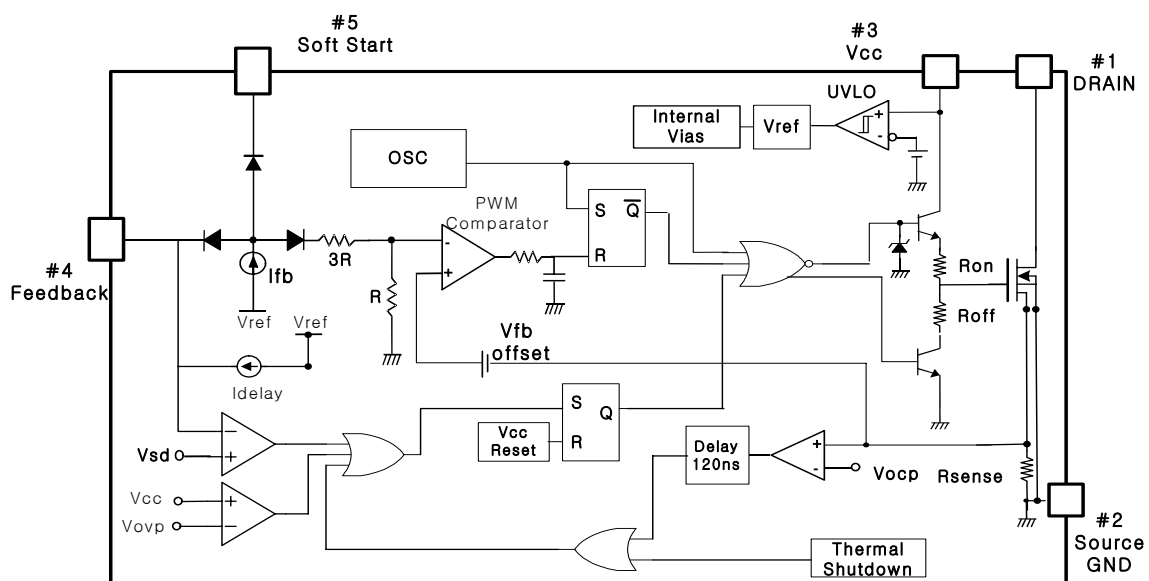 #5
Soft Start
#3
Vcc
#1
DRAIN
UVLO
Internal
Vias
Vref
+
-
OSC
PWM
Comparator
S
Q
R
-
+
3R
R
Ifb
Vref
Vref
Idelay
#4
Feedback
Ron
Roff
Vfb
offset
S
Q
R
Vcc
Reset
Vsd
-
+
Vcc
Vovp
+
-
Delay
120ns
+
-
Vocp
Rsense
#2
Source
GND
Thermal
Shutdown